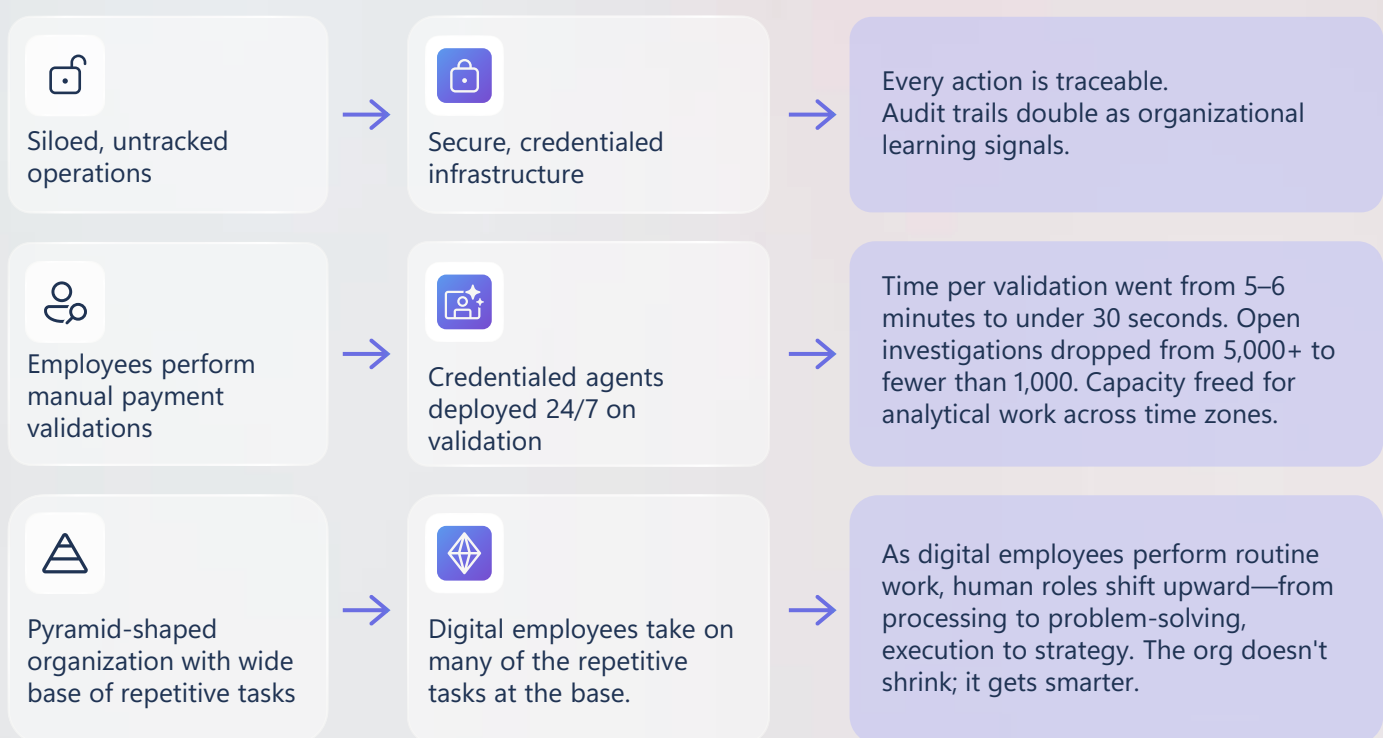 Siloed, untracked
operations
Secure, credentialed
infrastructure
Every action is traceable.
Audit trails double as organizational
learning signals.
Employees perform
manual payment
validations
Credentialed agents
deployed 24/7 on
validation
Time per validation went from 5–6
minutes to under 30 seconds. Open
investigations dropped from 5,000+ to
fewer than 1,000. Capacity freed for
analytical work across time zones.
Pyramid-shaped
organization with wide
base of repetitive tasks
Digital employees take on
many of the repetitive
tasks at the base.
As digital employees perform routine
work, human roles shift upward—from
processing to problem-solving,
execution to strategy. The org doesn't
shrink; it gets smarter.